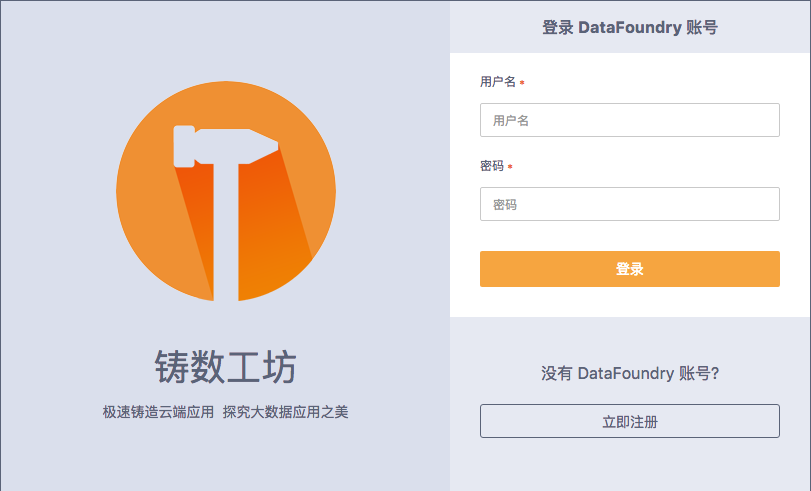 铸数工坊
极速铸造云端应用 探究大数据应用之美
登录 DataFoundry 账号
用户名 *
用户名
密码 *
密码
登录
没有 DataFoundry 账号?
立即注册